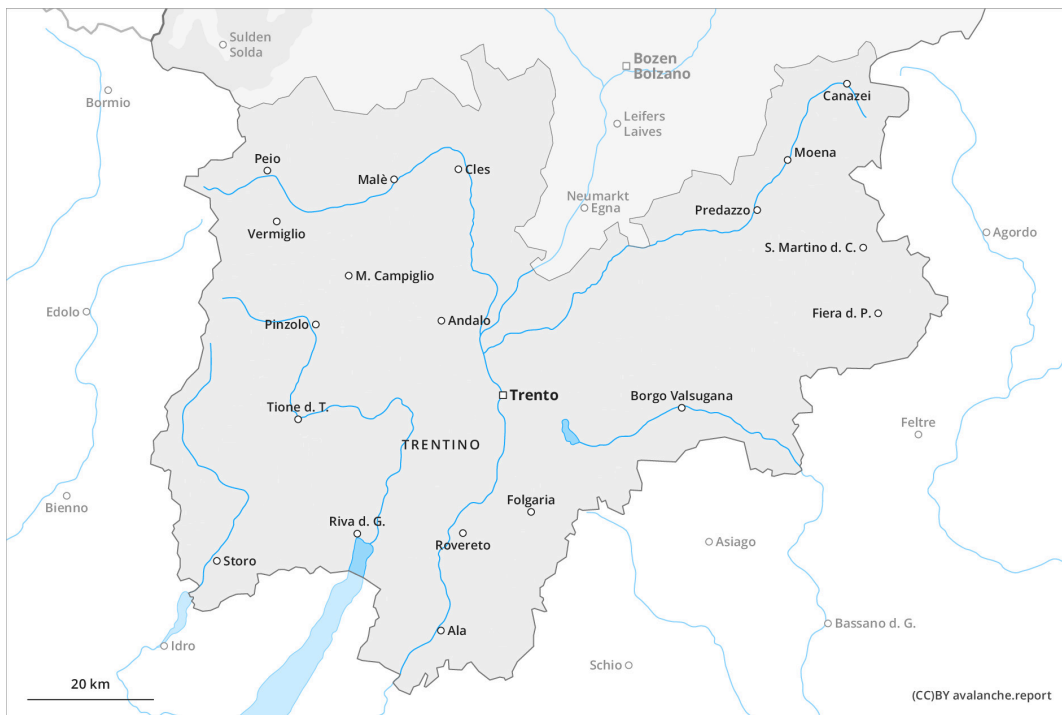 Sulden
Solda
Bozen
Bolzano
Bormio
Canazei
Leifers
Laives
Moena
Peio
Malè
Cles
Neumarkt
Egna
Predazzo
Vermiglio
Agordo
S. Martino d. C.
M. Campiglio
Edolo
Pinzolo
Andalo
Fiera d. P.
Trento
Borgo Valsugana
Tione d. T.
Feltre
TRENTINO
Bienno
Folgaria
Riva d. G.
Rovereto
Asiago
Storo
Bassano d. G.
Ala
Idro
Schio
20 km
(CC)BY avalanche.report